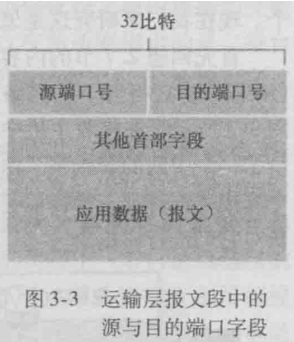 32比特
源端口号 目的端口号
其他首部字段
应用数据（报文）
图 3-3 运输层报文段中的
源与目的端口字段